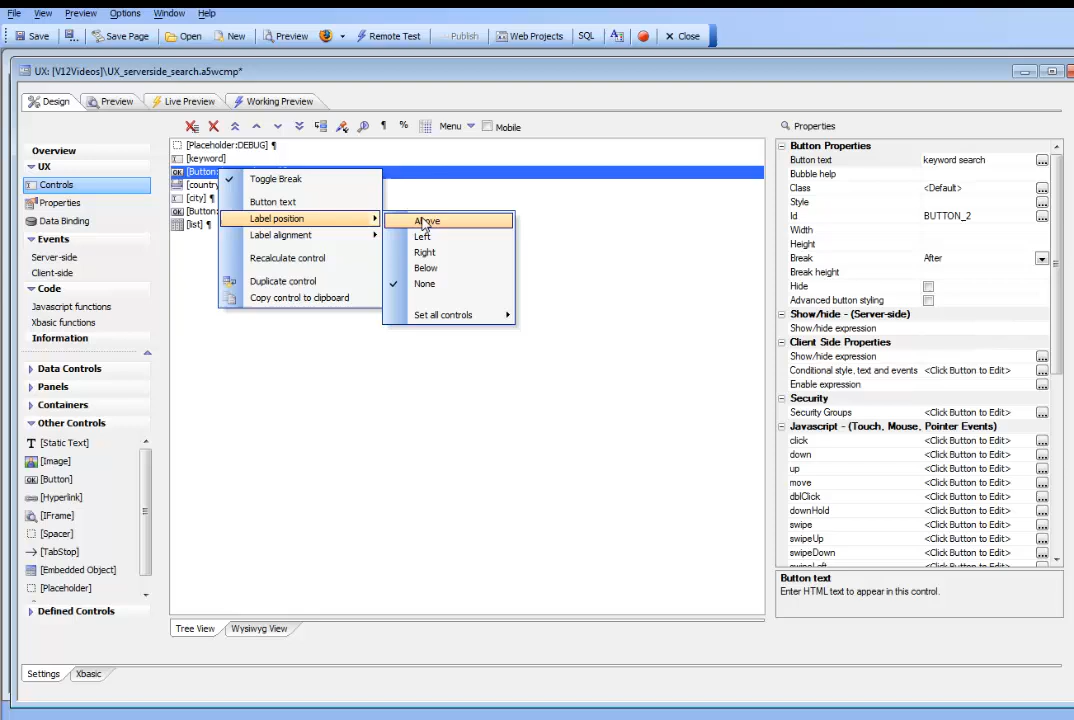 File View Preview Options Window Help
Save Save Page Open New Preview Remote Test Publish Web Projects SQL Close
UX: [V12Videos]\UX_serverside_search.a5wcmp*
Design Preview Live Preview Working Preview
Menu Mobile
Overview
UX
Controls
Properties
Data Binding
Events
Server-side
Client-side
Code
Javascript functions
Xbasic functions
Information
Data Controls
Panels
Containers
Other Controls
[Static Text]
[Image]
[Button]
[Hyperlink]
[IFrame]
[Spacer]
[TabStop]
[Embedded Object]
[Placeholder]
Defined Controls
[Placeholder:DEBUG] ¶
[keyword]
[Button:
[country
[city] ¶
[Button:
[list] ¶
Toggle Break
Button text
Label position
Label alignment
Recalculate control
Duplicate control
Copy control to clipboard
Above
Left
Right
Below
None
Set all controls
Tree View Wysiwyg View
Settings Xbasic
Properties
Button Properties
Button text keyword search
Bubble help
Class <Default>
Style
Id BUTTON_2
Width
Height
Break After
Break height
Hide
Advanced button styling
Show/hide - (Server-side)
Show/hide expression
Client Side Properties
Show/hide expression
Conditional style, text and events <Click Button to Edit>
Enable expression
Security
Security Groups <Click Button to Edit>
Javascript - (Touch, Mouse, Pointer Events)
click <Click Button to Edit>
down <Click Button to Edit>
up <Click Button to Edit>
move <Click Button to Edit>
dblClick <Click Button to Edit>
downHold <Click Button to Edit>
swipe <Click Button to Edit>
swipeUp <Click Button to Edit>
swipeDown <Click Button to Edit>
swipeLeft <Click Button to Edit>
Button text
Enter HTML text to appear in this control.